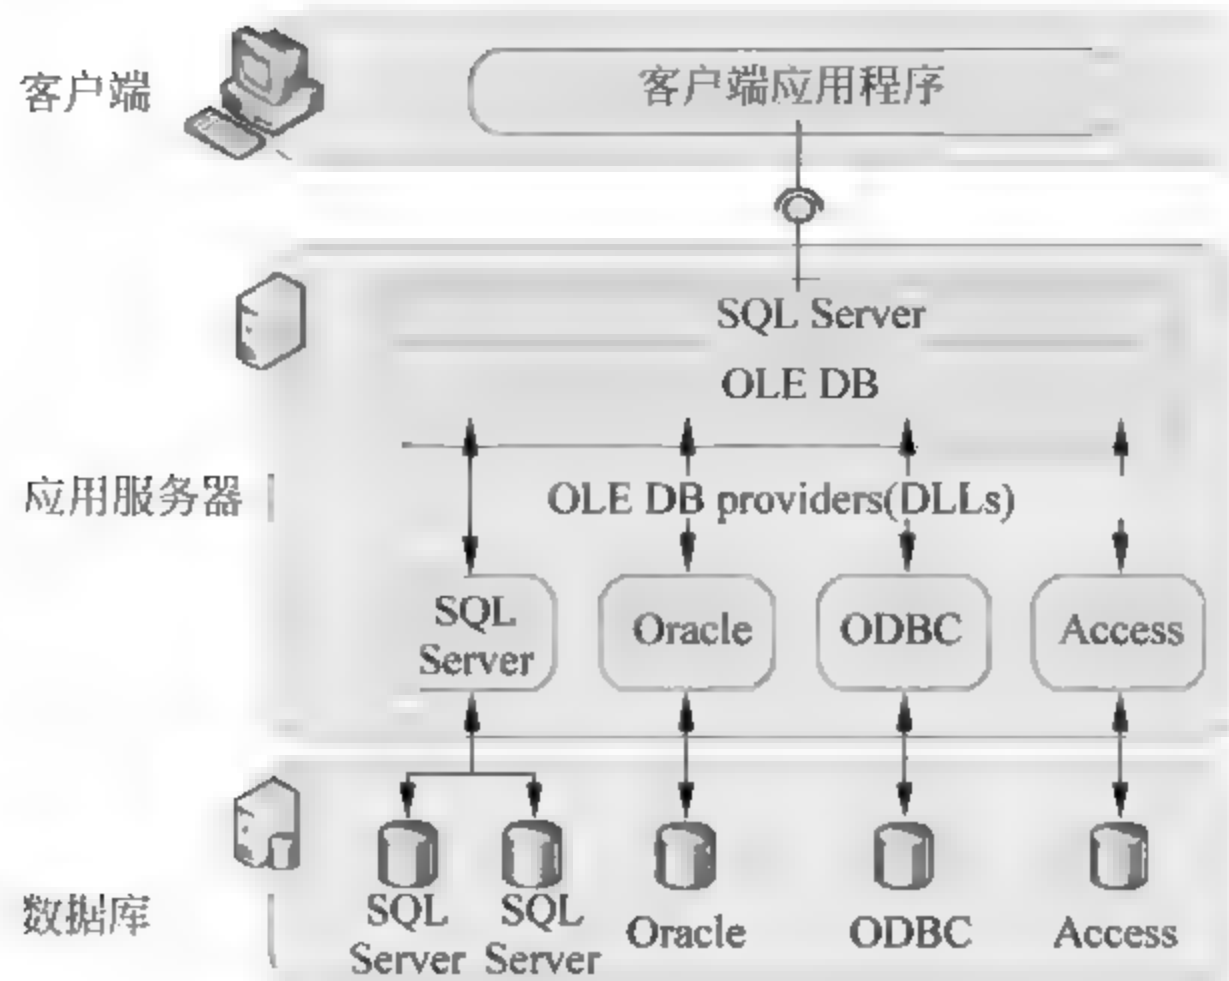 客户端
客户端应用程序
SQL Server
OLE DB
应用服务器
OLE DB providers(DLLs)
SQL
Server
Oracle
ODBC
Access
数据库
SQL
Server
SQL
Server
Oracle
ODBC
Access